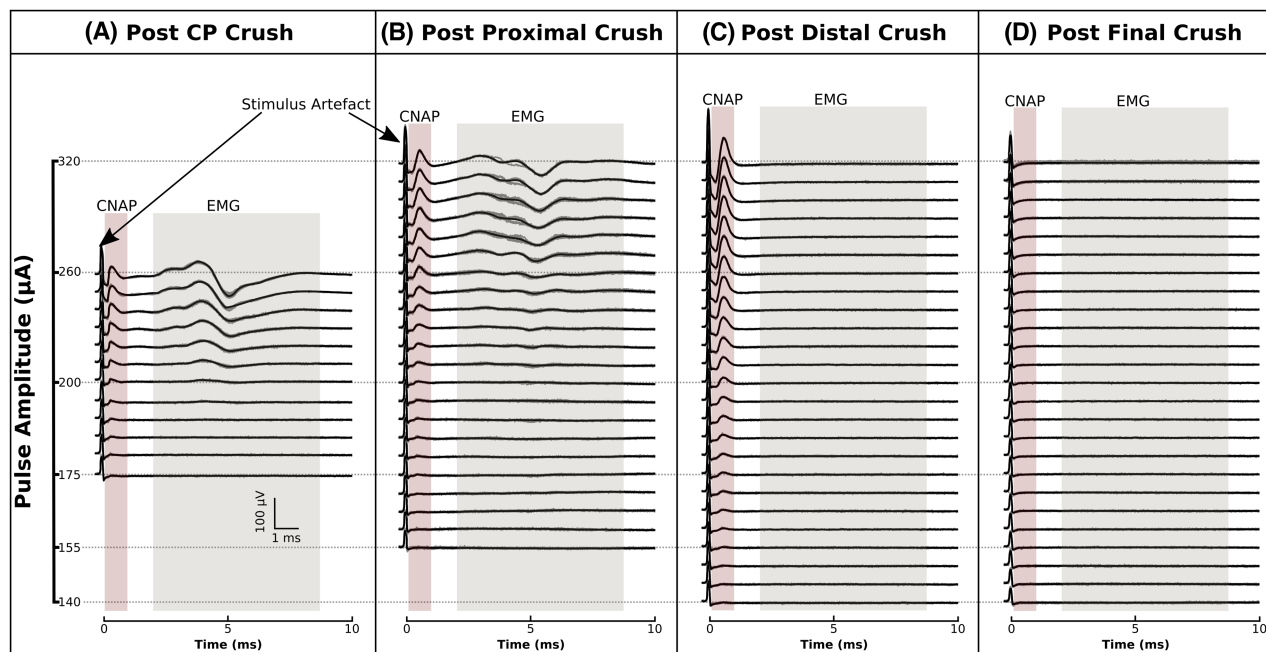 (A) Post CP Crush
(B) Post Proximal Crush
(C) Post Distal Crush
(D) Post Final Crush
Stimulus Artefact
CNAP
EMG
CNAP
EMG
CNAP
EMG
CNAP
EMG
Pulse Amplitude (µA)
320
260
200
175
155
140
100 µV
1 ms
0 5 10
0 5 10
0 5 10
0 5 10
Time (ms)
Time (ms)
Time (ms)
Time (ms)